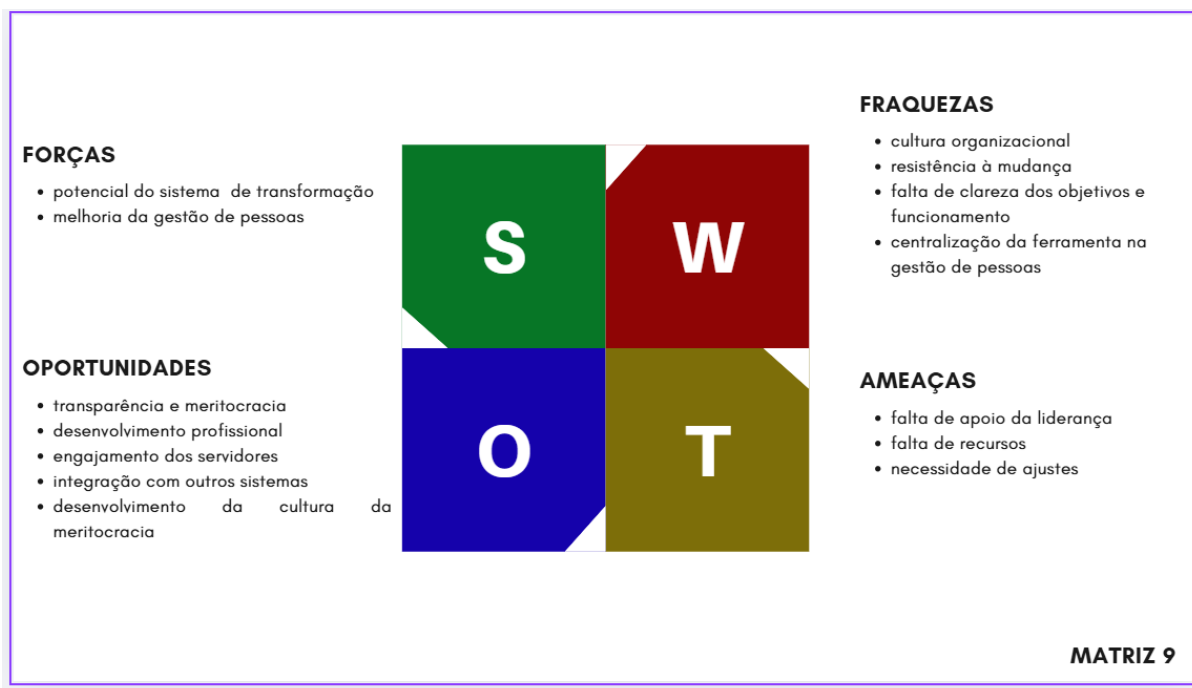 FORÇAS
• potencial do sistema de transformação
• melhoria da gestão de pessoas
FRAQUEZAS
• cultura organizacional
• resistência à mudança
• falta de clareza dos objetivos e
funcionamento
• centralização da ferramenta na
gestão de pessoas
S
W
OPORTUNIDADES
• transparência e meritocracia
• desenvolvimento profissional
• engajamento dos servidores
• integração com outros sistemas
• desenvolvimento da cultura da
meritocracia
O
T
AMEAÇAS
• falta de apoio da liderança
• falta de recursos
• necessidade de ajustes
MATRIZ 9